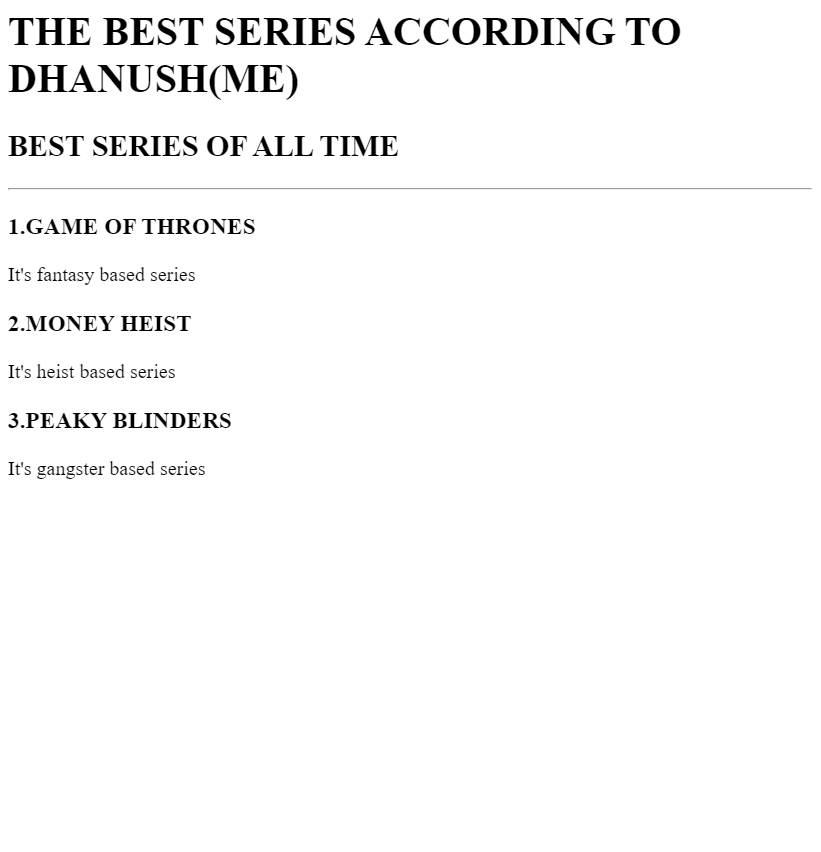 THE BEST SERIES ACCORDING TO
DHANUSH(ME)
BEST SERIES OF ALL TIME
1.GAME OF THRONES
It's fantasy based series
2.MONEY HEIST
It's heist based series
3.PEAKY BLINDERS
It's gangster based series